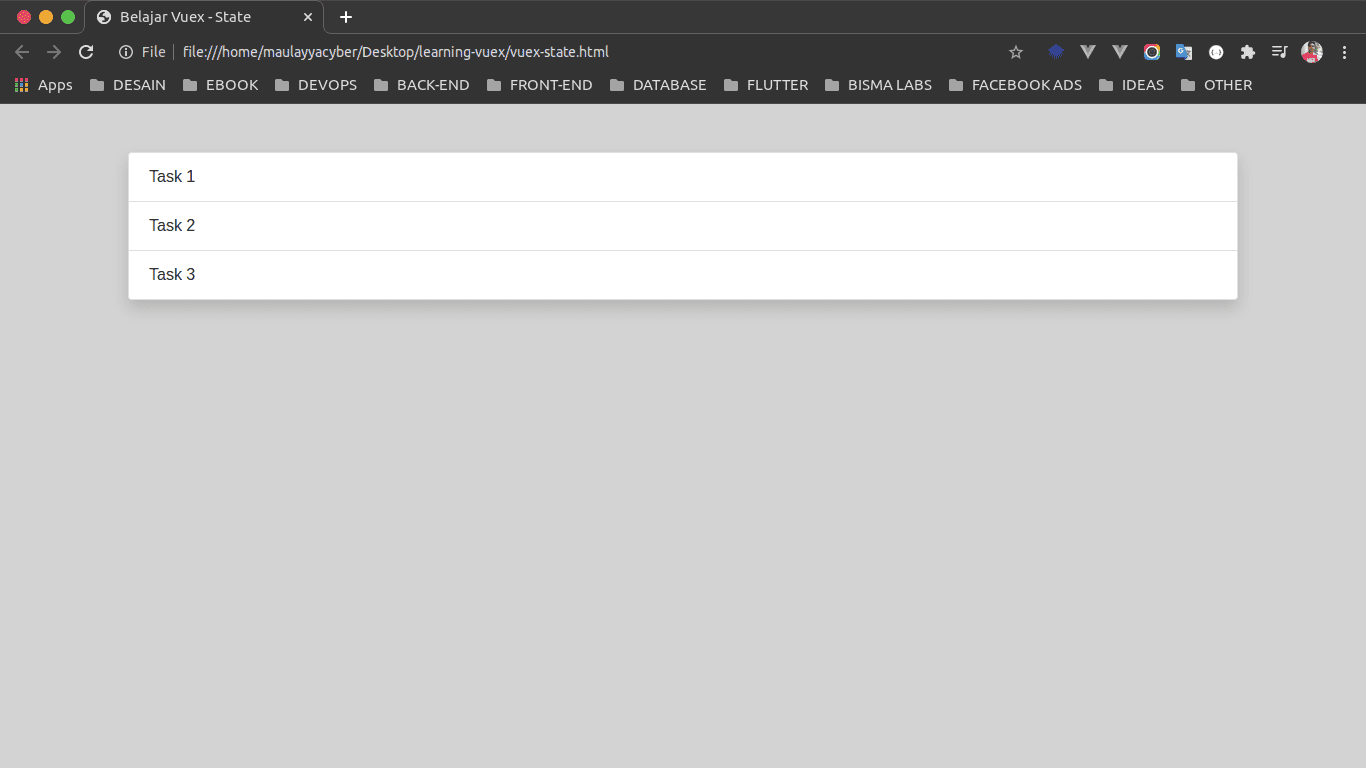 Belajar Vuex - State
File file:///home/maulayyacyber/Desktop/learning-vuex/vuex-state.html
Apps DESAIN EBOOK DEVOPS BACK-END FRONT-END DATABASE FLUTTER BISMA LABS FACEBOOK ADS IDEAS OTHER
Task 1
Task 2
Task 3